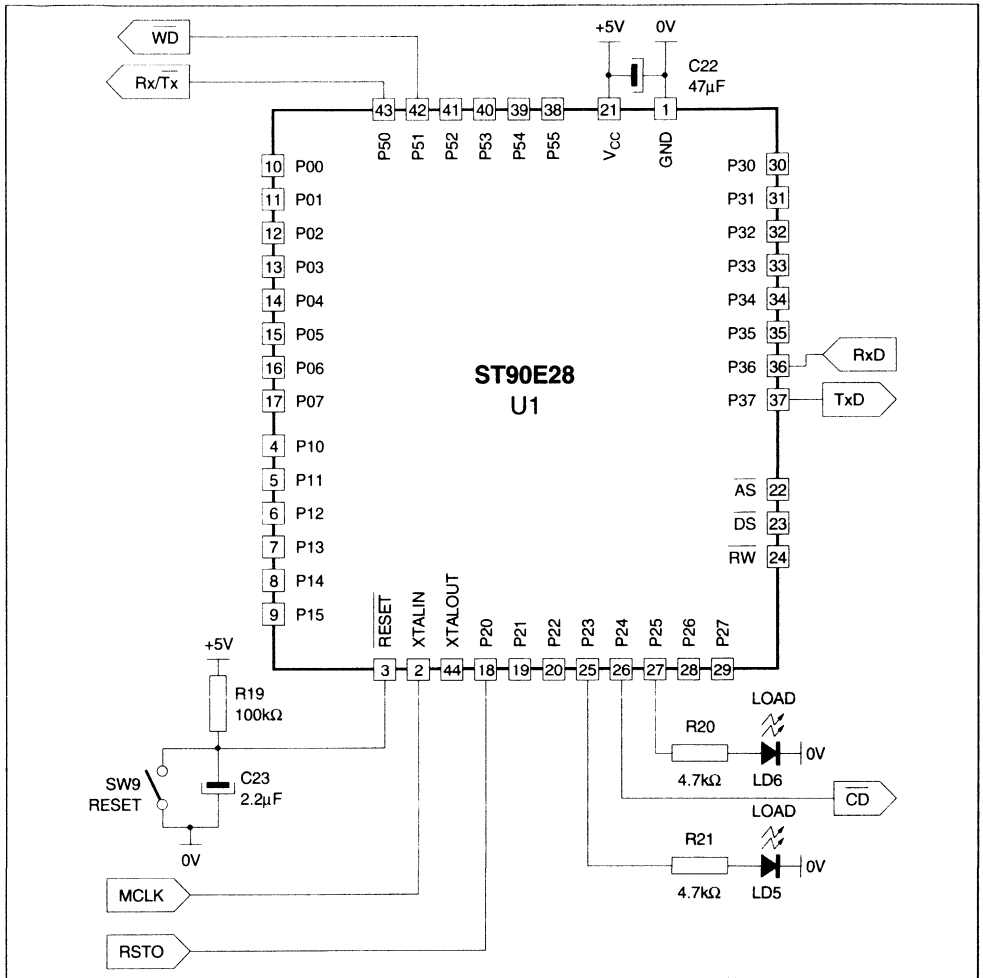 WD
Rx/Tx
+5V 0V
C22
47µF
43 42 41 40 39 38 21 1
P50 P51 P52 P53 P54 P55 VCC GND
10 P00
11 P01
12 P02
13 P03
14 P04
15 P05
16 P06
17 P07
4 P10
5 P11
6 P12
7 P13
8 P14
9 P15
P30 30
P31 31
P32 32
P33 33
P34 34
P35 35
P36 36
P37 37
RxD
TxD
AS 22
DS 23
RW 24
ST90E28
U1
RESET XTALIN XTALOUT P20 P21 P22 P23 P24 P25 P26 P27
3 2 44 18 19 20 25 26 27 28 29
+5V
R19
100kΩ
SW9
RESET
C23
2.2µF
0V
MCLK
RSTO
LOAD
R20
4.7kΩ
LD6
0V
CD
LOAD
R21
4.7kΩ
LD5
0V